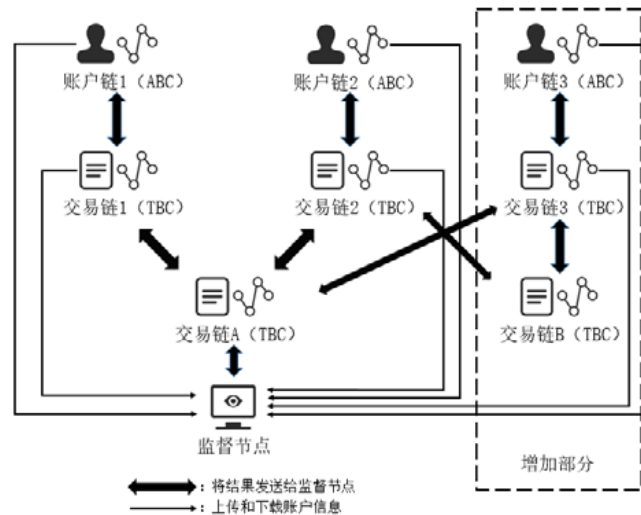 账户链1（ABC）
账户链2（ABC）
账户链3（ABC）
交易链1（TBC）
交易链2（TBC）
交易链3（TBC）
交易链A（TBC）
交易链B（TBC）
监督节点
增加部分
：将结果发送给监督节点
：上传和下载账户信息